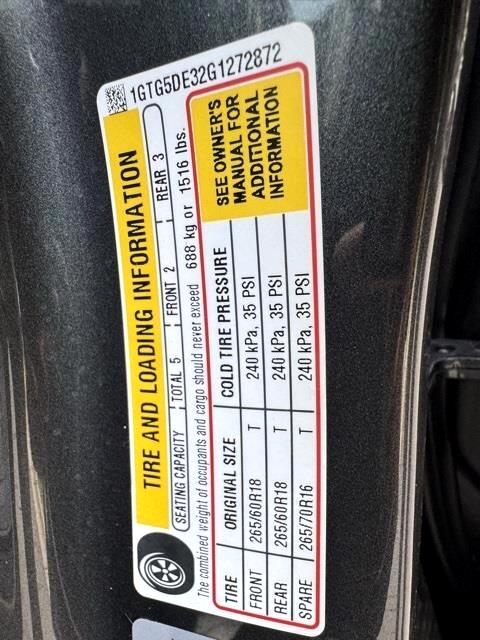 1GTG5DE32G1272872
TIRE AND LOADING INFORMATION
SEATING CAPACITY TOTAL 5 FRONT 2 REAR 3
The combined weight of occupants and cargo should never exceed 688 kg or 1516 lbs.
TIRE ORIGINAL SIZE COLD TIRE PRESSURE
FRONT 265/60R18 T 240 kPa, 35 PSI
REAR 265/60R18 T 240 kPa, 35 PSI
SPARE 265/70R16 T 240 kPa, 35 PSI
SEE OWNER'S
MANUAL FOR
ADDITIONAL
INFORMATION